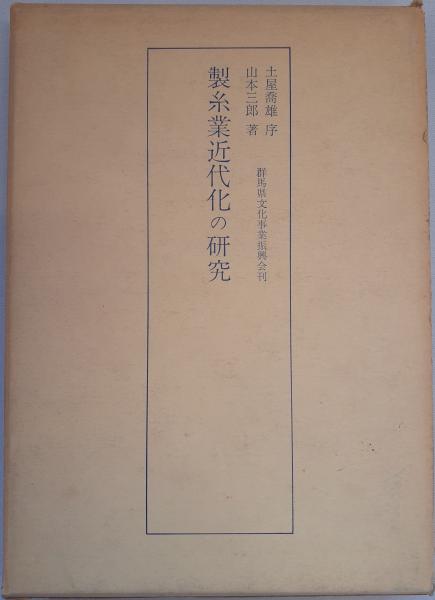 土屋喬雄 序
山本三郎 著
群馬県文化事業振興会刊
製糸業近代化の研究